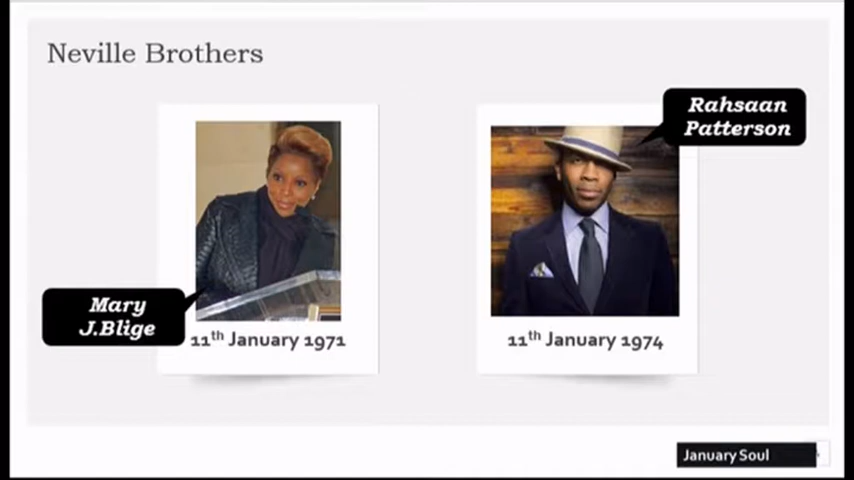 Neville Brothers
Rahsaan
Patterson
Mary
J.Blige
11th January 1971
11th January 1974
January Soul